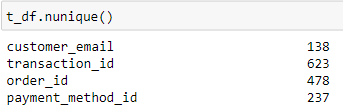 t_df.nunique()
customer_email 138
transaction_id 623
order_id 478
payment_method_id 237